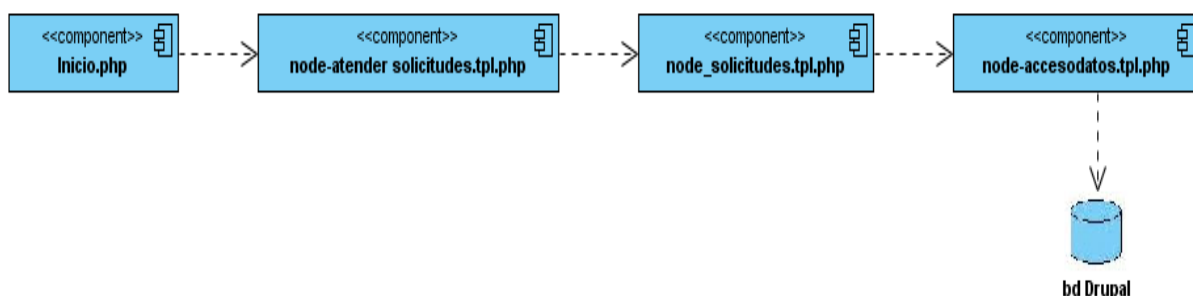 <<component>>
Inicio.php
<<component>>
node-atender solicitudes.tpl.php
<<component>>
node_solicitudes.tpl.php
<<component>>
node-accesodatos.tpl.php
bd Drupal